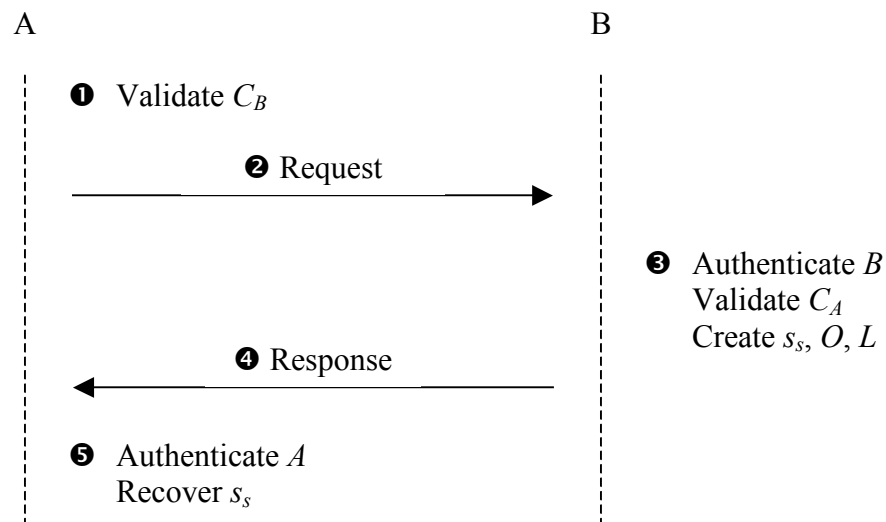 A
B
❶ Validate C_B
❷ Request
❸ Authenticate B
Validate C_A
Create s_s, O, L
❹ Response
❺ Authenticate A
Recover s_s